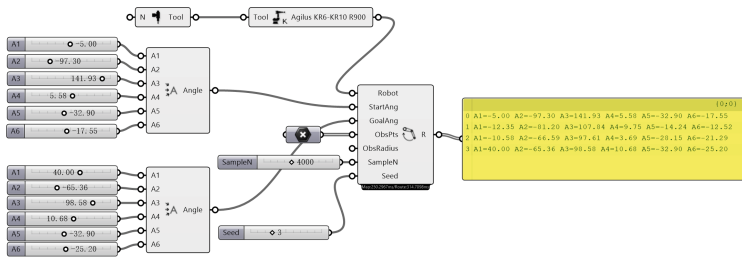 N Tool
Tool K Agilus KR6-KR10 R900
A1 -5.00
A2 -97.30
A3 141.93
A4 5.58
A5 -32.90
A6 -17.55
A1
A2
A3
A4
A5
A6
A Angle
Robot
StartAng
GoalAng
ObsPts
ObsRadius
SampleN
Seed
R
{0;0}
0 A1=-5.00 A2=-97.30 A3=141.93 A4=5.58 A5=-32.90 A6=-17.55
1 A1=-12.35 A2=-81.20 A3=107.84 A4=9.75 A5=-14.24 A6=-12.52
2 A1=-10.50 A2=-66.59 A3=97.61 A4=3.69 A5=-20.15 A6=-21.29
3 A1=40.00 A2=-65.36 A3=98.58 A4=10.68 A5=-32.90 A6=-25.20
SampleN 4000
A1 40.00
A2 -65.36
A3 98.58
A4 10.68
A5 -32.90
A6 -25.20
A1
A2
A3
A4
A5
A6
A Angle
Seed 3